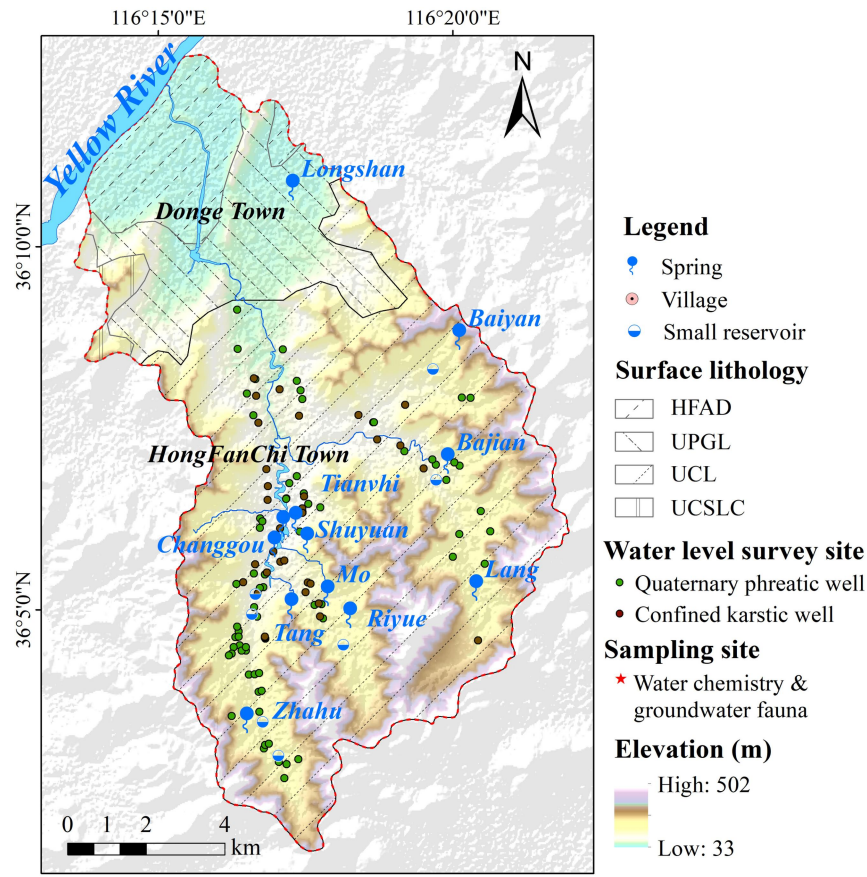 116°15'0"E
116°20'0"E
N
Yellow River
Longshan
Donge Town
36°10'0"N
Baiyan
HongFanChi Town
Bajian
Tianvhi
Shuyuan
Changgou
Mo
Lang
36°5'0"N
Riyue
Tang
Zhahu
0 1 2 4
km
Legend
Spring
Village
Small reservoir
Surface lithology
HFAD
UPGL
UCL
UCSLC
Water level survey site
Quaternary phreatic well
Confined karstic well
Sampling site
Water chemistry &
groundwater fauna
Elevation (m)
High: 502
Low: 33